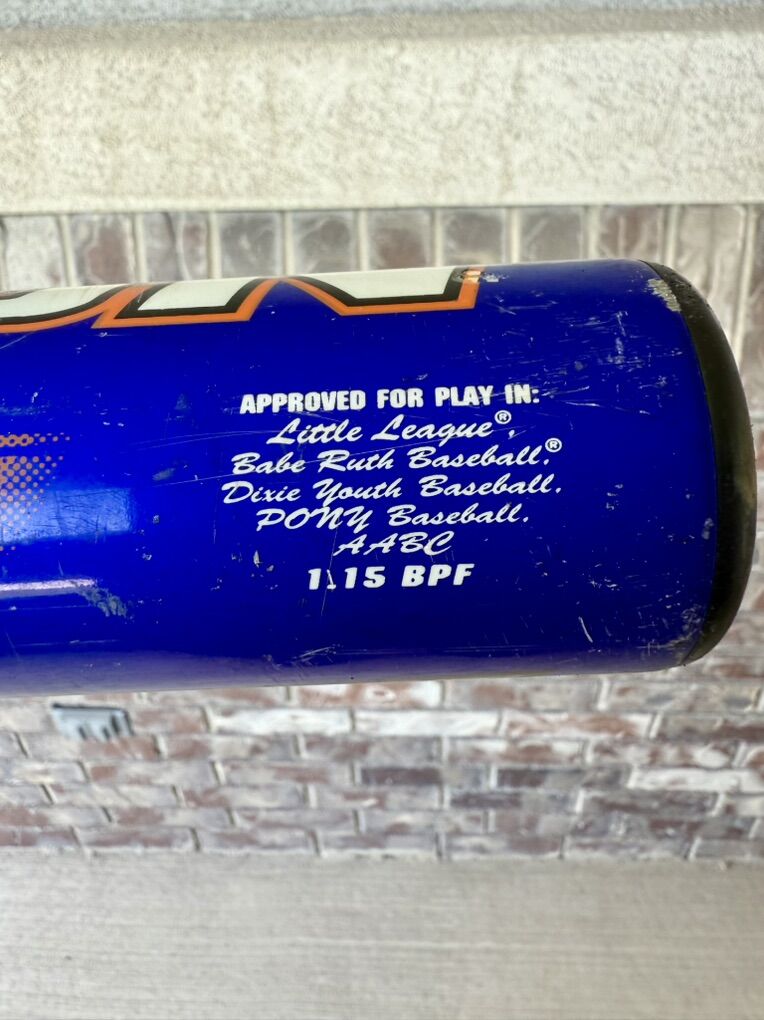 APPROVED FOR PLAY IN:
Little League®,
Babe Ruth Baseball,®
Dixie Youth Baseball,
PONY Baseball,
AABC
1.15 BPF